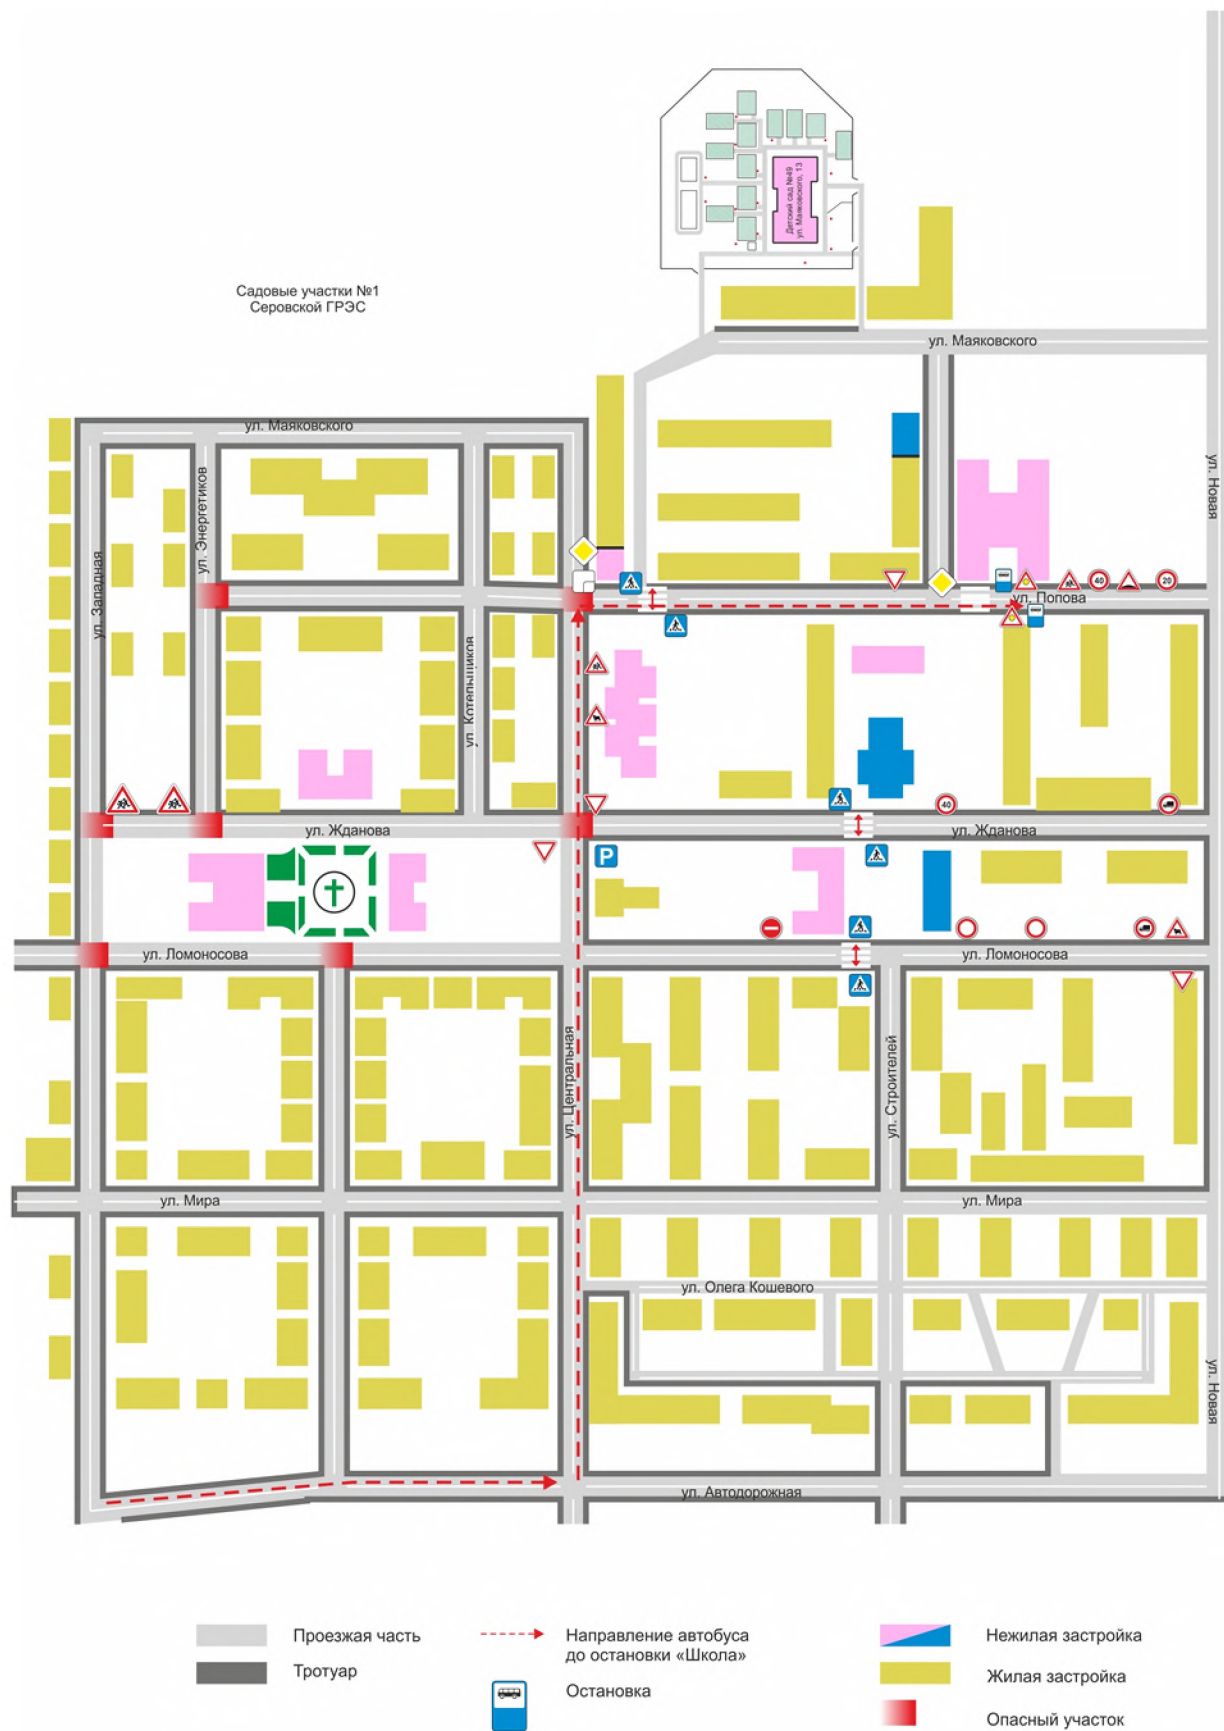 Детский сад №49
ул. Маяковского, 13
Садовые участки №1
Серовской ГРЭС
ул. Маяковского
ул. Маяковского
ул. Новая
ул. Энергетиков
ул. Западная
40
20
ул. Попова
ул. Котельщиков
40
ул. Жданова
ул. Жданова
P
ул. Ломоносова
ул. Ломоносова
ул. Центральная
ул. Строителей
ул. Мира
ул. Мира
ул. Олега Кошевого
ул. Новая
ул. Автодорожная
Проезжая часть
Тротуар
Направление автобуса
до остановки «Школа»
Остановка
Нежилая застройка
Жилая застройка
Опасный участок